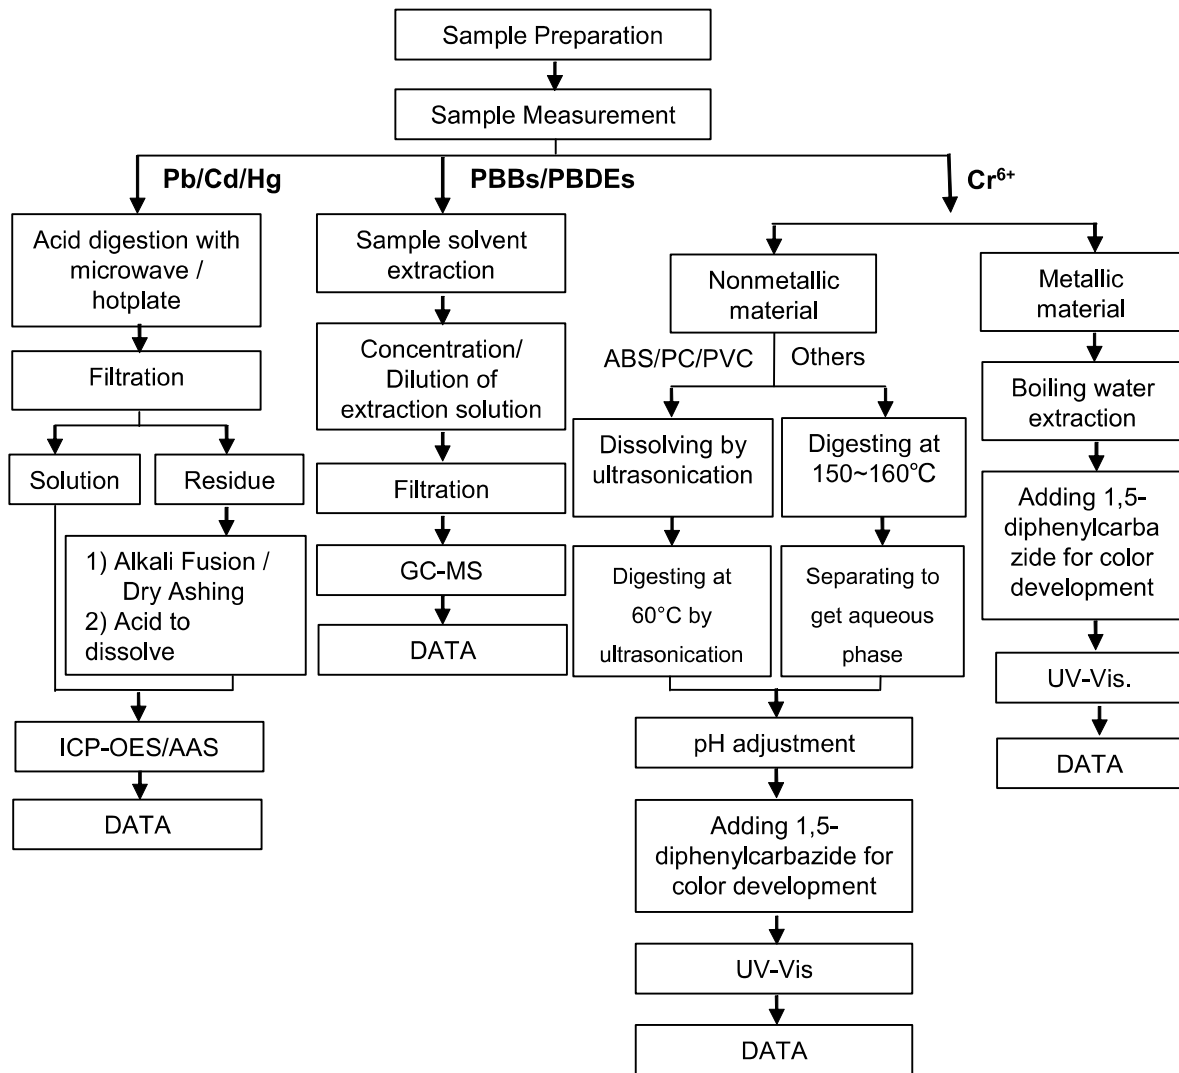 Sample Preparation
Sample Measurement
Pb/Cd/Hg
PBBs/PBDEs
Cr⁶⁺
Acid digestion with
microwave /
hotplate
Filtration
Solution
Residue
1) Alkali Fusion /
Dry Ashing
2) Acid to
dissolve
ICP-OES/AAS
DATA
Sample solvent
extraction
Concentration/
Dilution of
extraction solution
Filtration
GC-MS
DATA
Nonmetallic
material
ABS/PC/PVC
Others
Dissolving by
ultrasonication
Digesting at
60°C by
ultrasonication
Digesting at
150~160℃
Separating to
get aqueous
phase
pH adjustment
Adding 1,5-
diphenylcarbazide for
color development
UV-Vis
DATA
Metallic
material
Boiling water
extraction
Adding 1,5-
diphenylcarba
zide for color
development
UV-Vis.
DATA